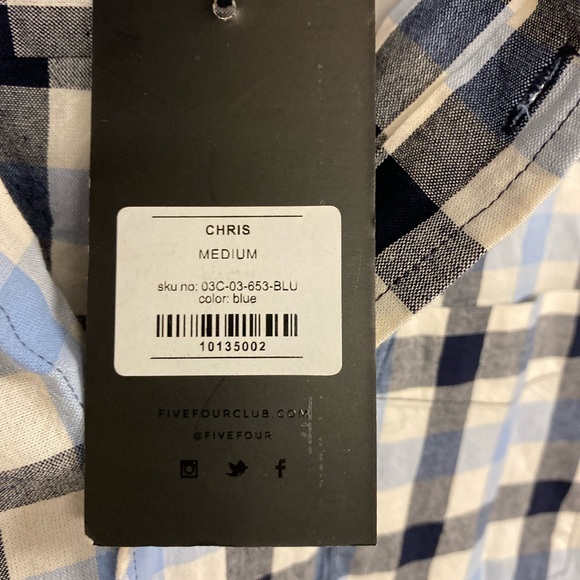 CHRIS
MEDIUM
sku no: 03C-03-653-BLU
color: blue
10135002
FIVEFOURCLUB.COM
@FIVEFOUR